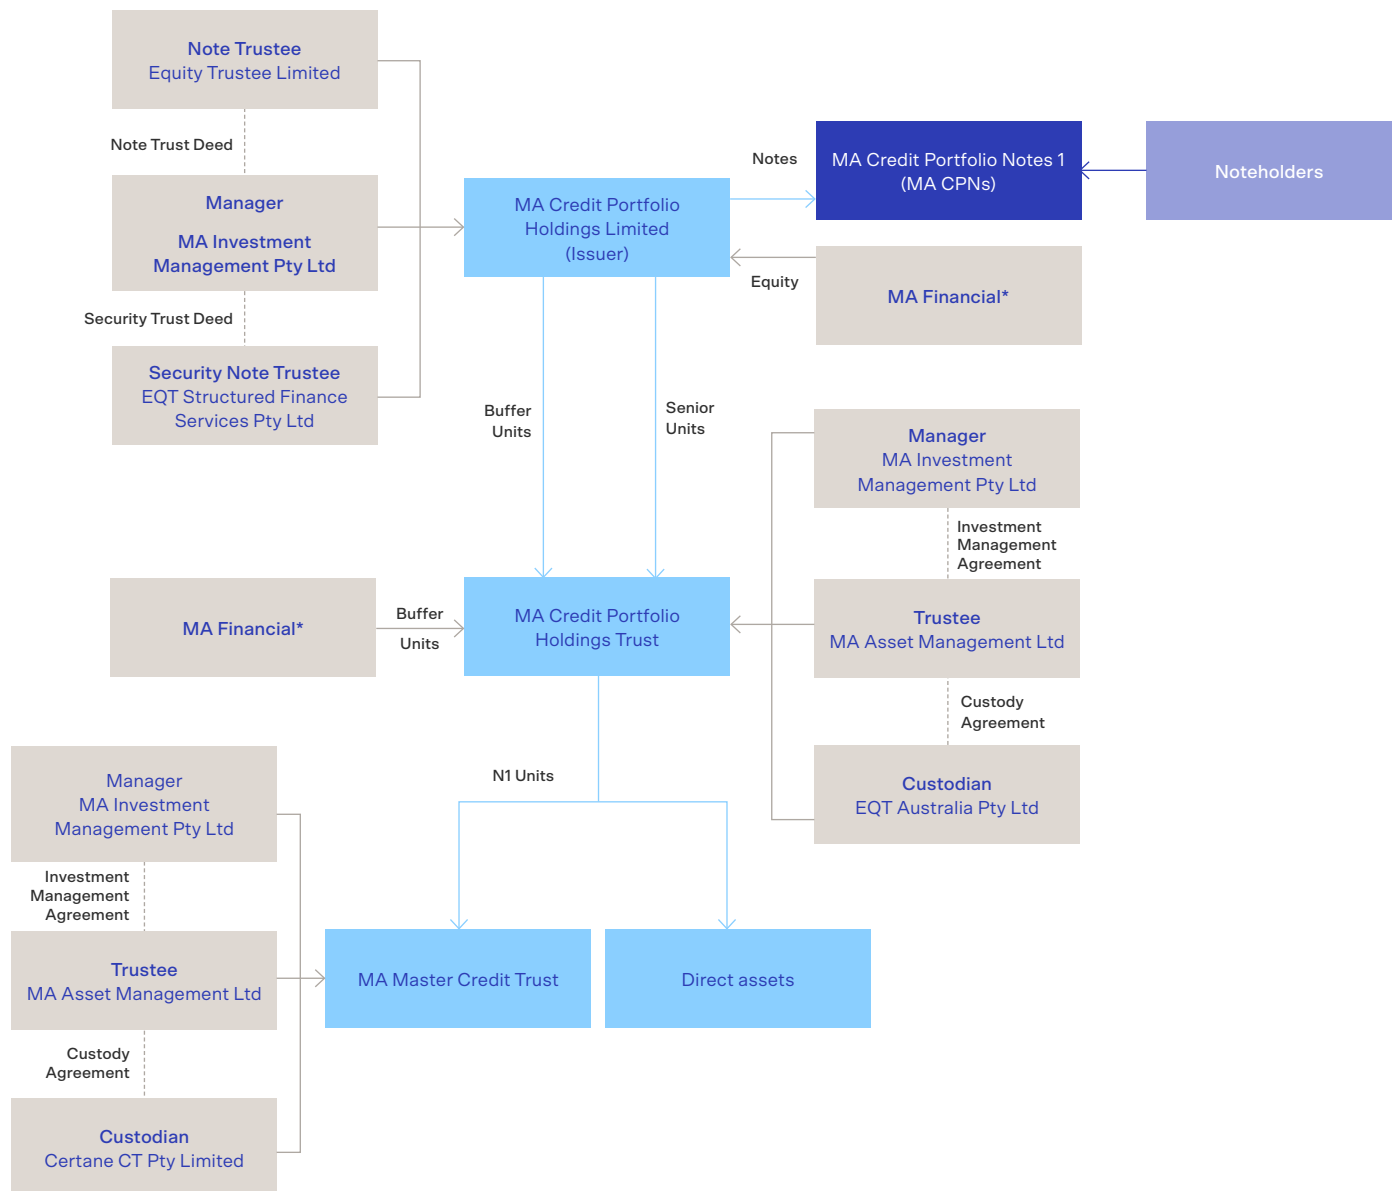 Note Trustee
Equity Trustee Limited
Note Trust Deed
Manager
MA Investment
Management Pty Ltd
Security Trust Deed
Security Note Trustee
EQT Structured Finance
Services Pty Ltd
MA Credit Portfolio
Holdings Limited
(Issuer)
Notes
MA Credit Portfolio Notes 1
(MA CPNs)
Noteholders
Equity
MA Financial*
Buffer
Units
Senior
Units
Manager
MA Investment
Management Pty Ltd
Investment
Management
Agreement
Trustee
MA Asset Management Ltd
Custody
Agreement
Custodian
EQT Australia Pty Ltd
MA Financial*
Buffer
Units
MA Credit Portfolio
Holdings Trust
N1 Units
Manager
MA Investment
Management Pty Ltd
Investment
Management
Agreement
Trustee
MA Asset Management Ltd
Custody
Agreement
Custodian
Certane CT Pty Limited
MA Master Credit Trust
Direct assets